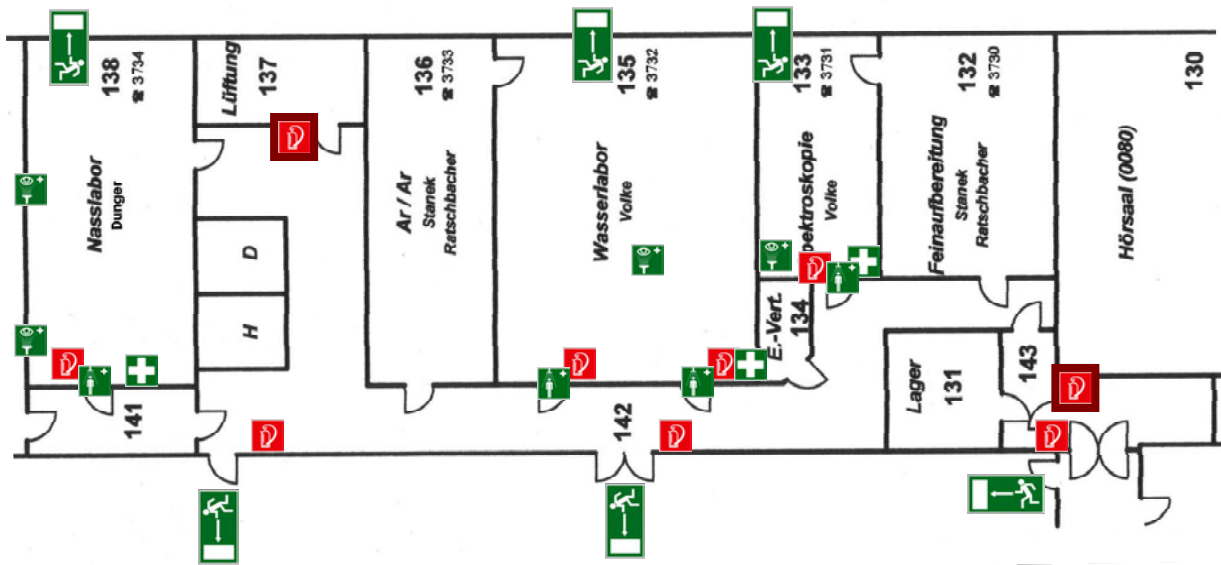 138
☎ 3734
Nasslabor
Dunger
Lüftung
137
136
☎ 3733
Ar / Ar
Stanek
Ratschbacher
135
☎ 3732
Wasserlabor
Volke
133
☎ 3731
pektroskopie
Volke
132
☎ 3730
Feinaufbereitung
Stanek
Ratschbacher
130
Hörsaal (0080)
D
H
E.-Vert.
134
Lager
131
143
141
142